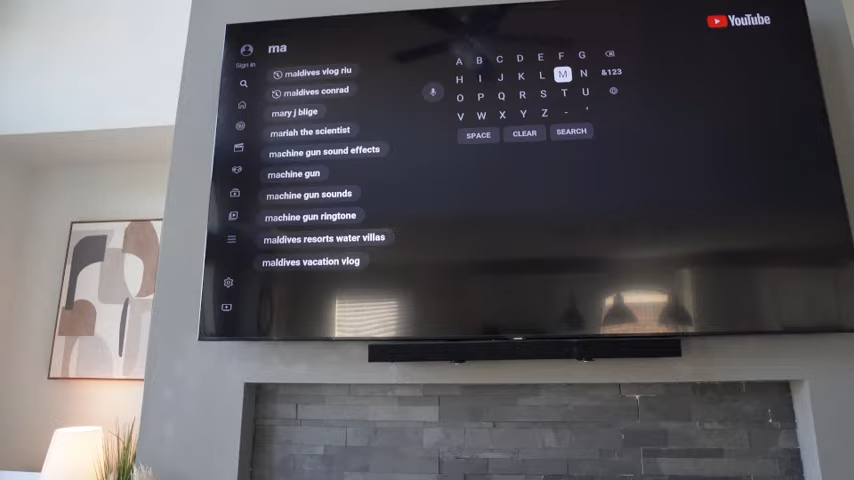 YouTube
ma
Sign in
maldives vlog riu
maldives conrad
mary j blige
mariah the scientist
machine gun sound effects
machine gun
machine gun sounds
machine gun ringtone
maldives resorts water villas
maldives vacation vlog
A B C D E F G
H I J K L M N &123
O P Q R S T U
V W X Y Z - '
SPACE CLEAR SEARCH